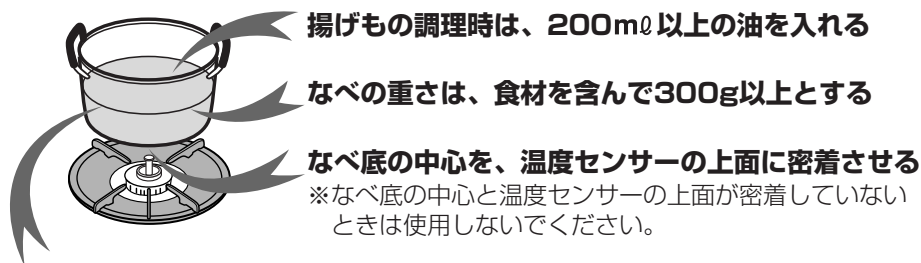 揚げもの調理時は、200mℓ以上の油を入れる
なべの重さは、食材を含んで300g以上とする
なべ底の中心を、温度センサーの上面に密着させる
※なべ底の中心と温度センサーの上面が密着していない
ときは使用しないでください。